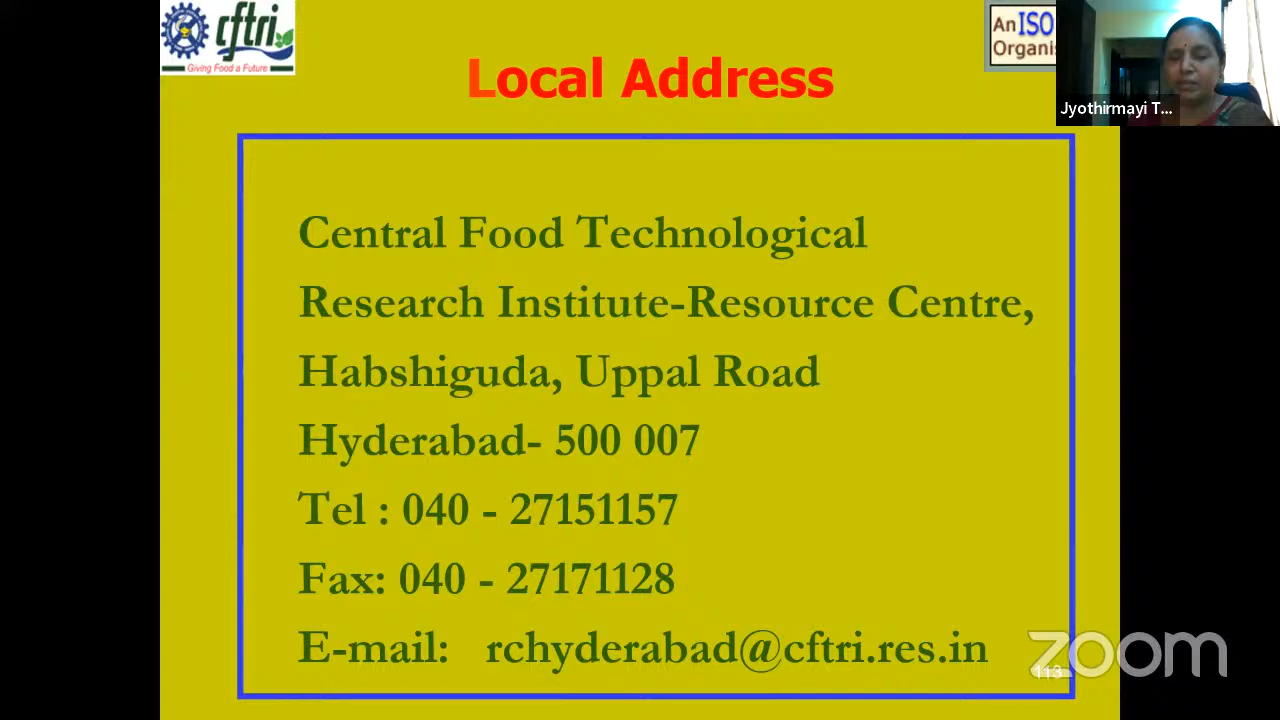 cftri
Giving Food a Future
An ISO
Organis
Local Address
Jyothirmayi T...
Central Food Technological
Research Institute-Resource Centre,
Habshiguda, Uppal Road
Hyderabad- 500 007
Tel : 040 - 27151157
Fax: 040 - 27171128
E-mail: rchyderabad@cftri.res.in
zoom
113